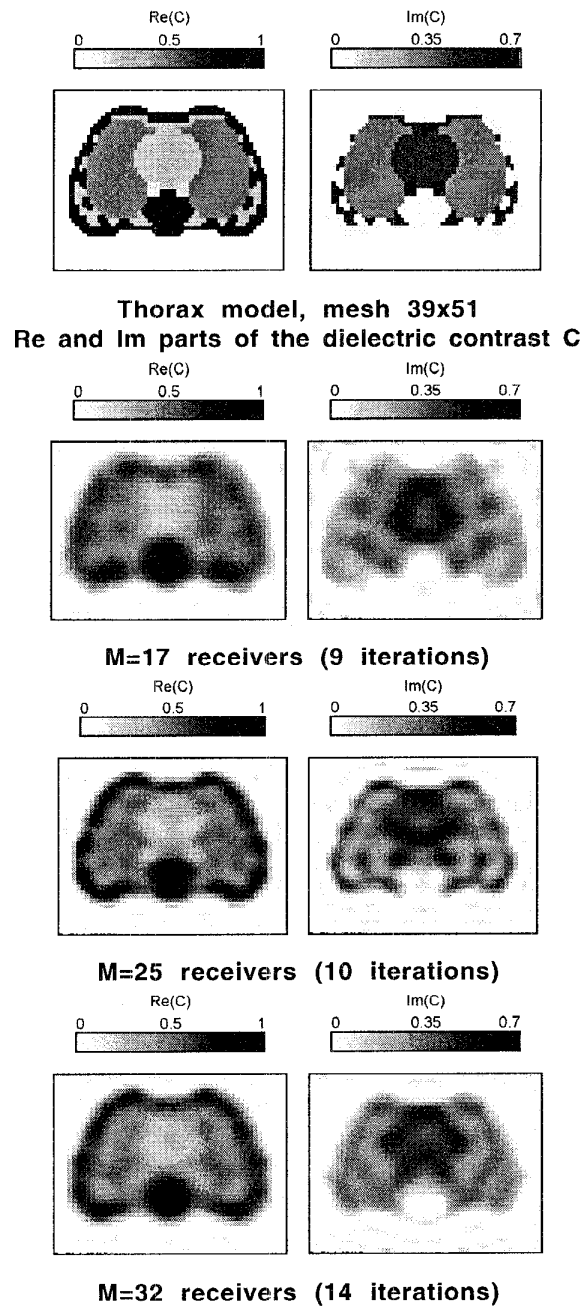 Re(C) Im(C)
0 0.5 1 0 0.35 0.7
Thorax model, mesh 39x51
Re and Im parts of the dielectric contrast C
Re(C) Im(C)
0 0.5 1 0 0.35 0.7
M=17 receivers (9 iterations)
Re(C) Im(C)
0 0.5 1 0 0.35 0.7
M=25 receivers (10 iterations)
Re(C) Im(C)
0 0.5 1 0 0.35 0.7
M=32 receivers (14 iterations)